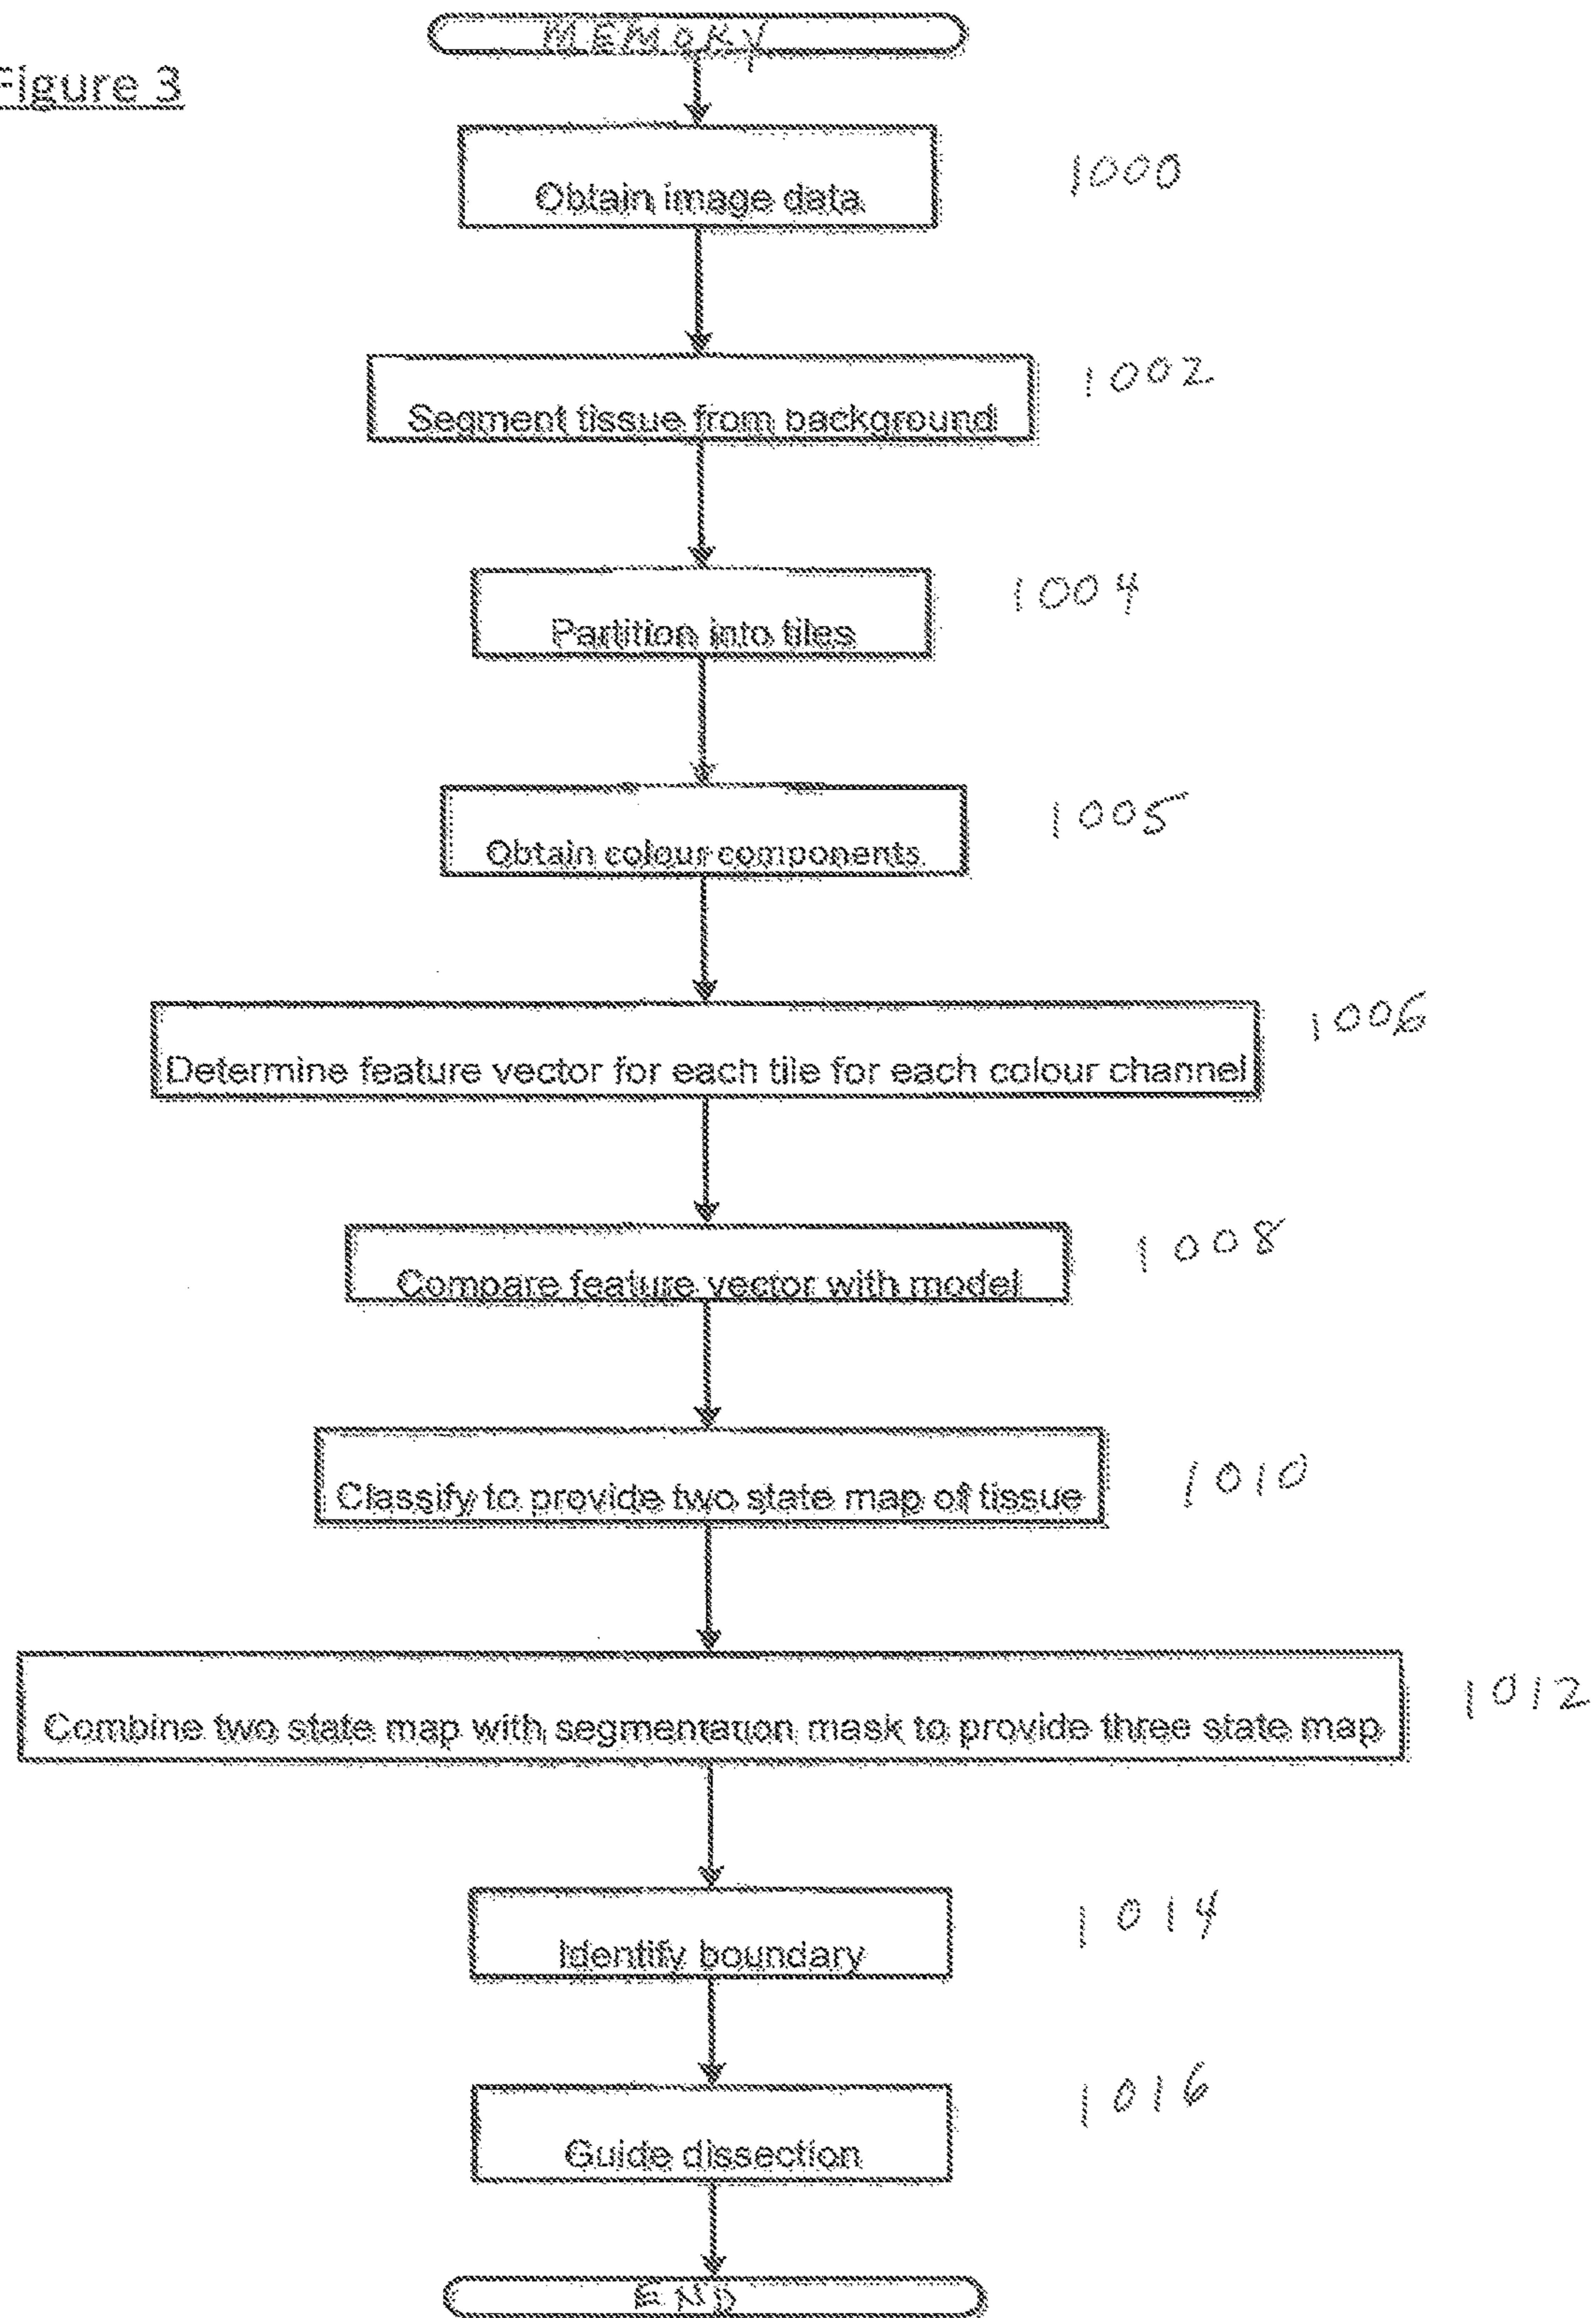 MEMORY
Figure 3
Obtain image data
1000
Segment tissue from background
1002
Partition into tiles
1004
Obtain colour components
1005
Determine feature vector for each tile for each colour channel
1006
Compare feature vector with model
1008
Classify to provide two state map of tissue
1010
Combine two state map with segmentation mask to provide three state map
1012
Identify boundary
1014
Guide dissection
1016
END